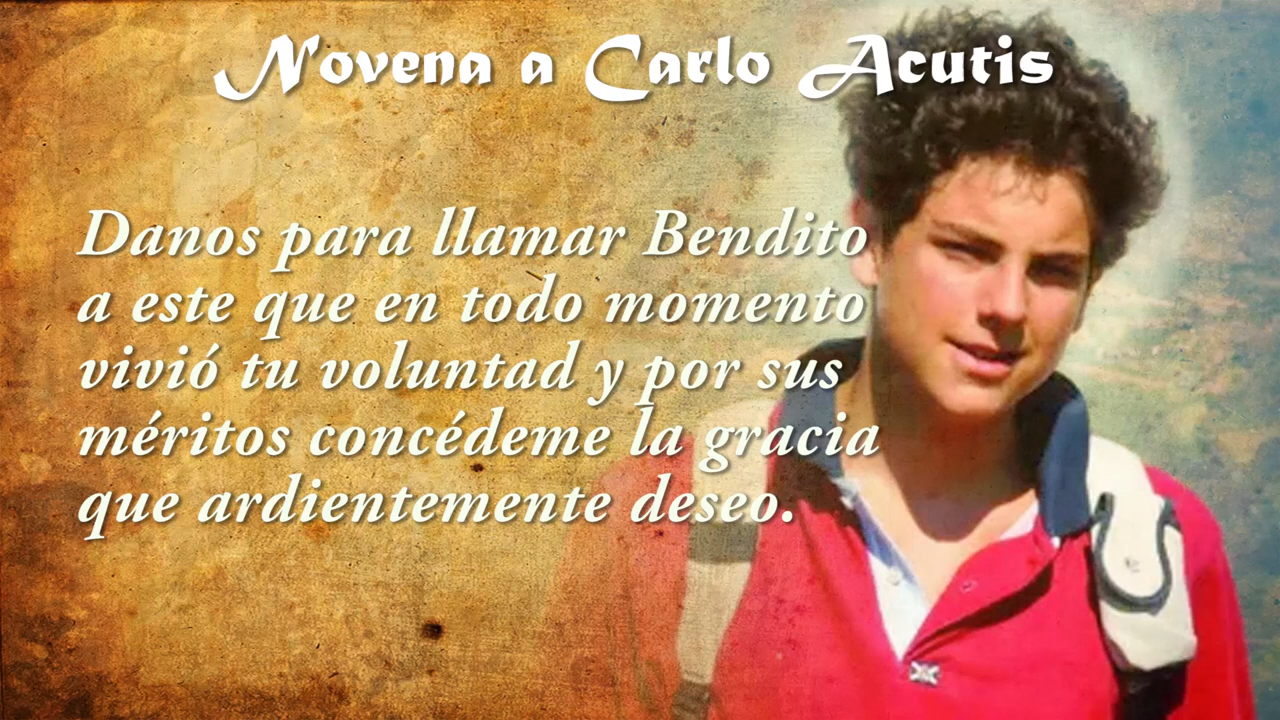 Novena a Carlo Acutis
Danos para llamar Bendito
a este que en todo momento
vivió tu voluntad y por sus
méritos concédeme la gracia
que ardientemente deseo.